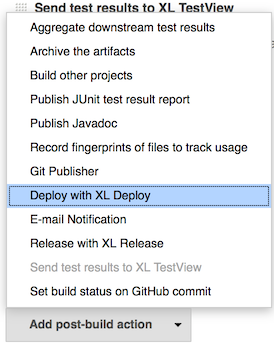 Send test results to XL TestView
Aggregate downstream test results
Archive the artifacts
Build other projects
Publish JUnit test result report
Publish Javadoc
Record fingerprints of files to track usage
Git Publisher
Deploy with XL Deploy
E-mail Notification
Release with XL Release
Send test results to XL TestView
Set build status on GitHub commit
Add post-build action